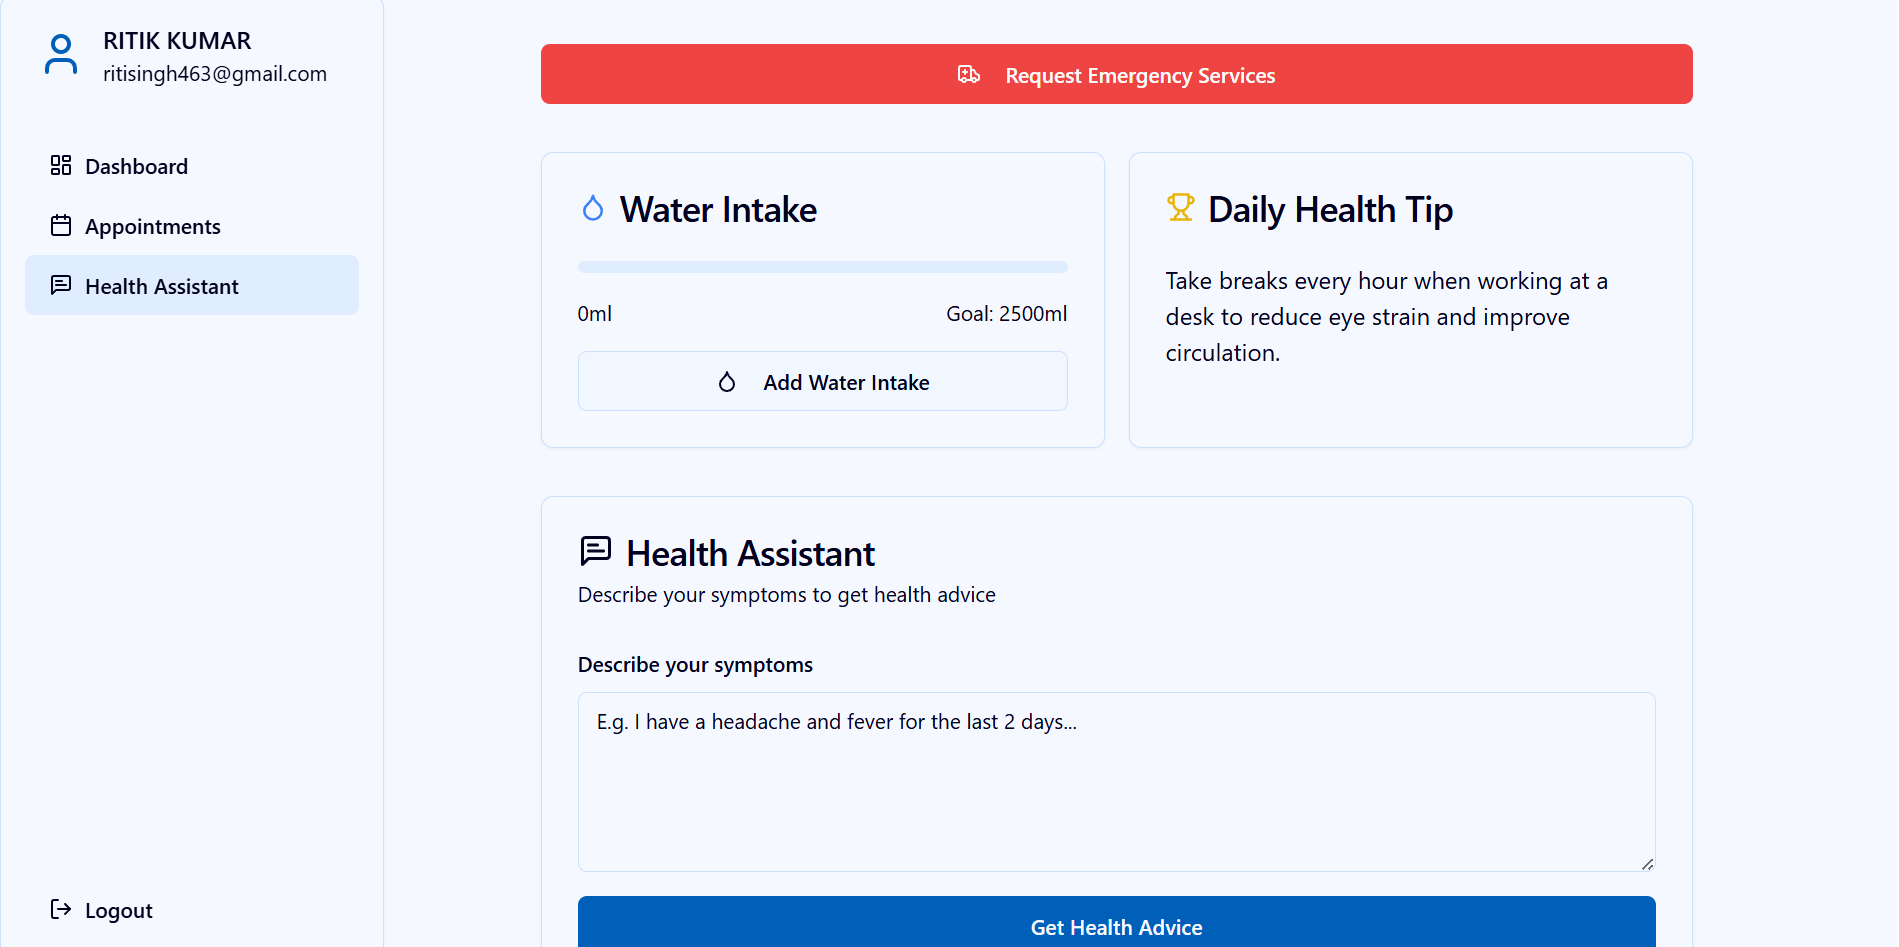 RITIK KUMAR
ritisingh463@gmail.com
Dashboard
Appointments
Health Assistant
Logout
Request Emergency Services
Water Intake
0ml
Goal: 2500ml
Add Water Intake
Daily Health Tip
Take breaks every hour when working at a
desk to reduce eye strain and improve
circulation.
Health Assistant
Describe your symptoms to get health advice
Describe your symptoms
E.g. I have a headache and fever for the last 2 days...
Get Health Advice